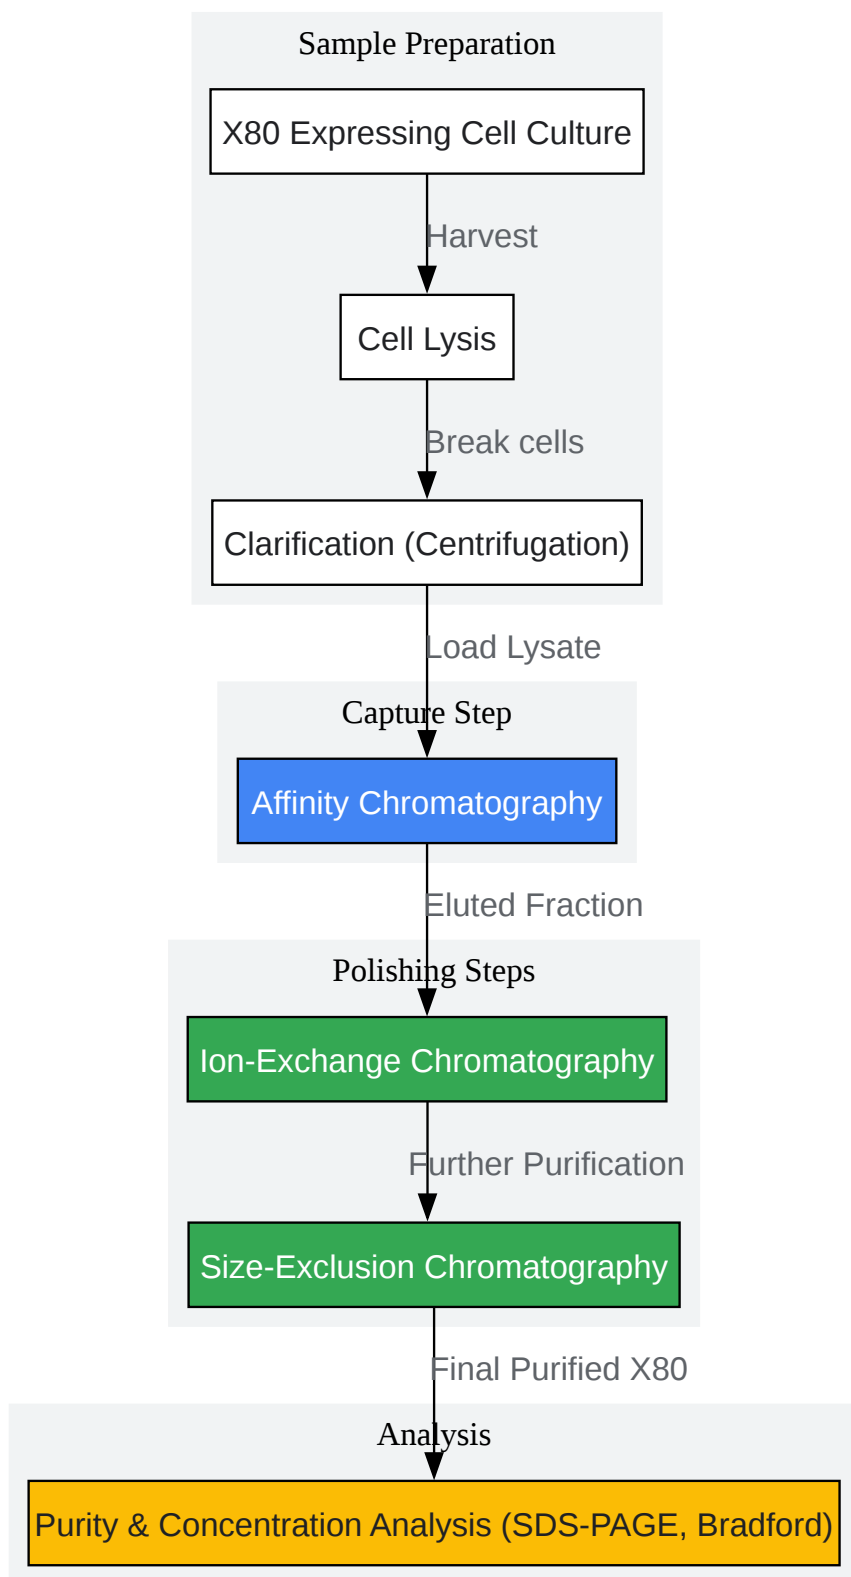 Sample Preparation
X80 Expressing Cell Culture
Harvest
Cell Lysis
Break cells
Clarification (Centrifugation)
Load Lysate
Capture Step
Affinity Chromatography
Eluted Fraction
Polishing Steps
Ion-Exchange Chromatography
Further Purification
Size-Exclusion Chromatography
Final Purified X80
Analysis
Purity & Concentration Analysis (SDS-PAGE, Bradford)